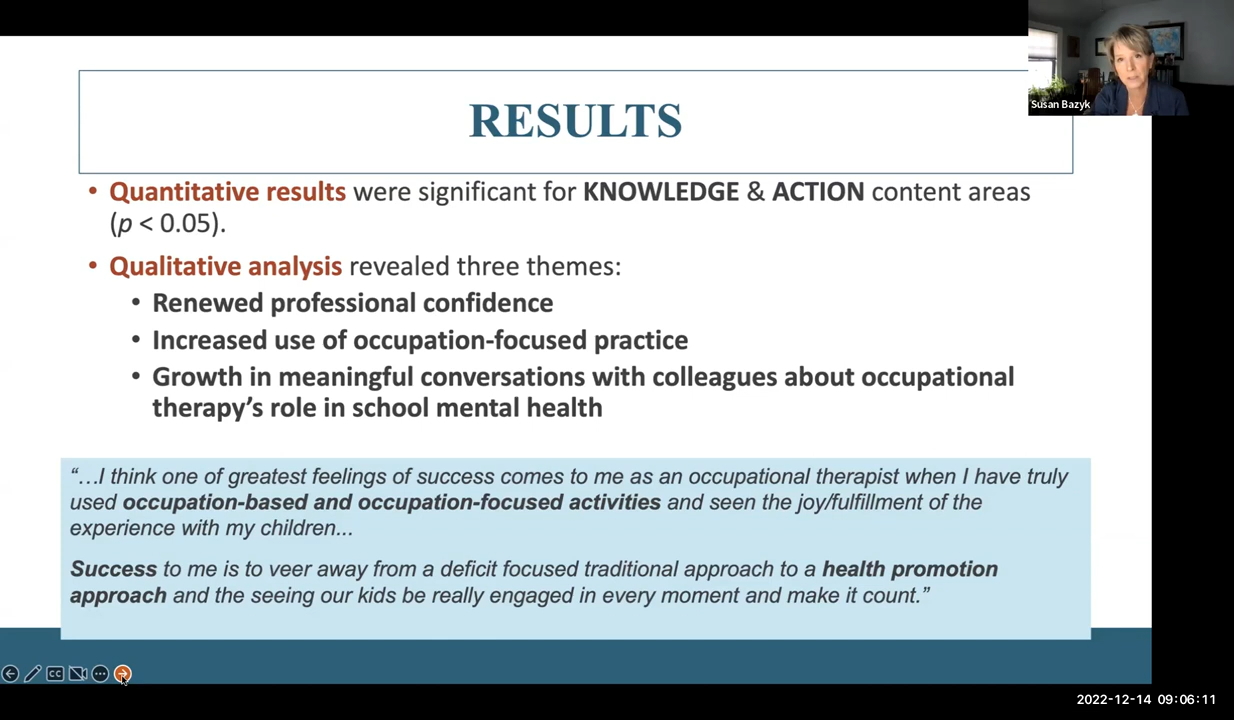 RESULTS
Susan Bazyk
• Quantitative results were significant for KNOWLEDGE & ACTION content areas
(p < 0.05).
• Qualitative analysis revealed three themes:
• Renewed professional confidence
• Increased use of occupation-focused practice
• Growth in meaningful conversations with colleagues about occupational
therapy’s role in school mental health
“…I think one of greatest feelings of success comes to me as an occupational therapist when I have truly
used occupation-based and occupation-focused activities and seen the joy/fulfillment of the
experience with my children...
Success to me is to veer away from a deficit focused traditional approach to a health promotion
approach and the seeing our kids be really engaged in every moment and make it count.”
CC
2022-12-14 09:06:11